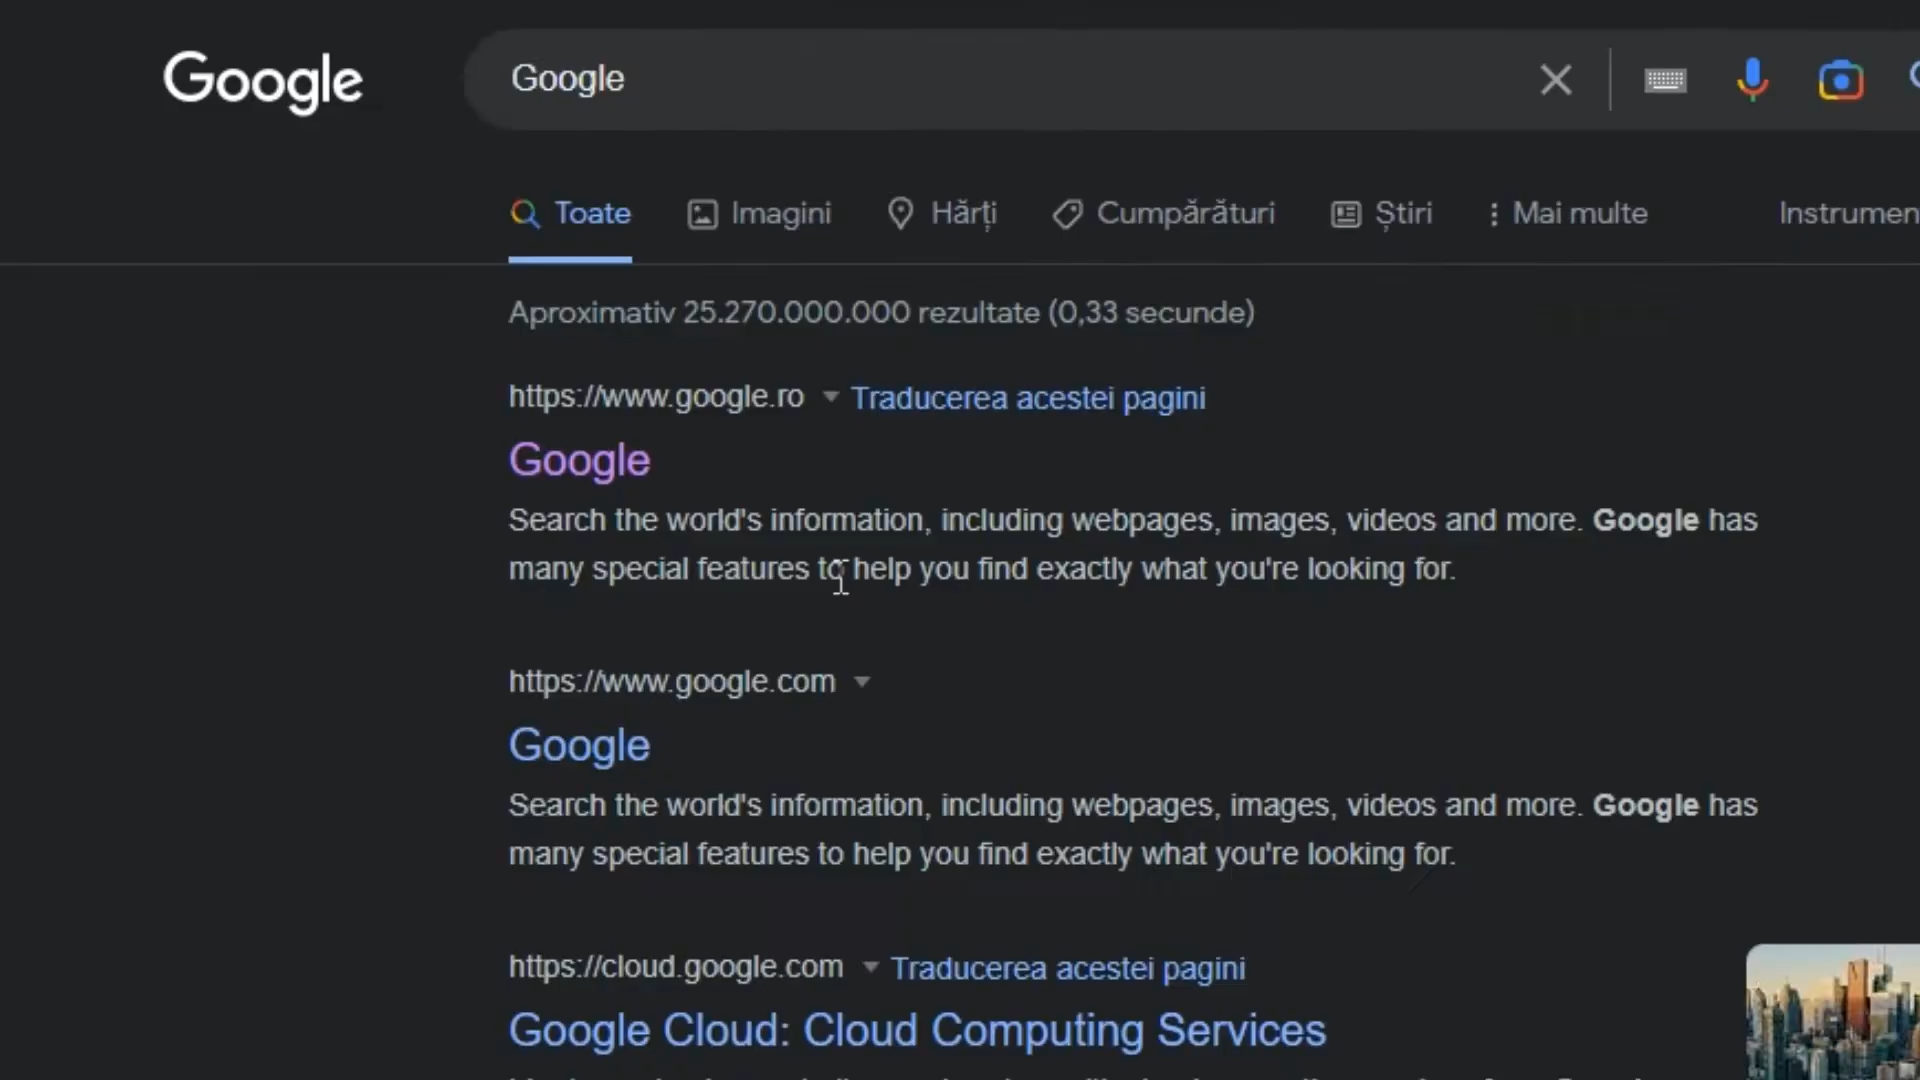 Google
Google
Toate Imagini Hărți Cumpărături Știri Mai multe
Aproximativ 25.270.000.000 rezultate (0,33 secunde)
https://www.google.ro Traducerea acestei pagini
Google
Search the world's information, including webpages, images, videos and more. Google has
many special features to help you find exactly what you're looking for.
https://www.google.com
Google
Search the world's information, including webpages, images, videos and more. Google has
many special features to help you find exactly what you're looking for.
https://cloud.google.com Traducerea acestei pagini
Google Cloud: Cloud Computing Services